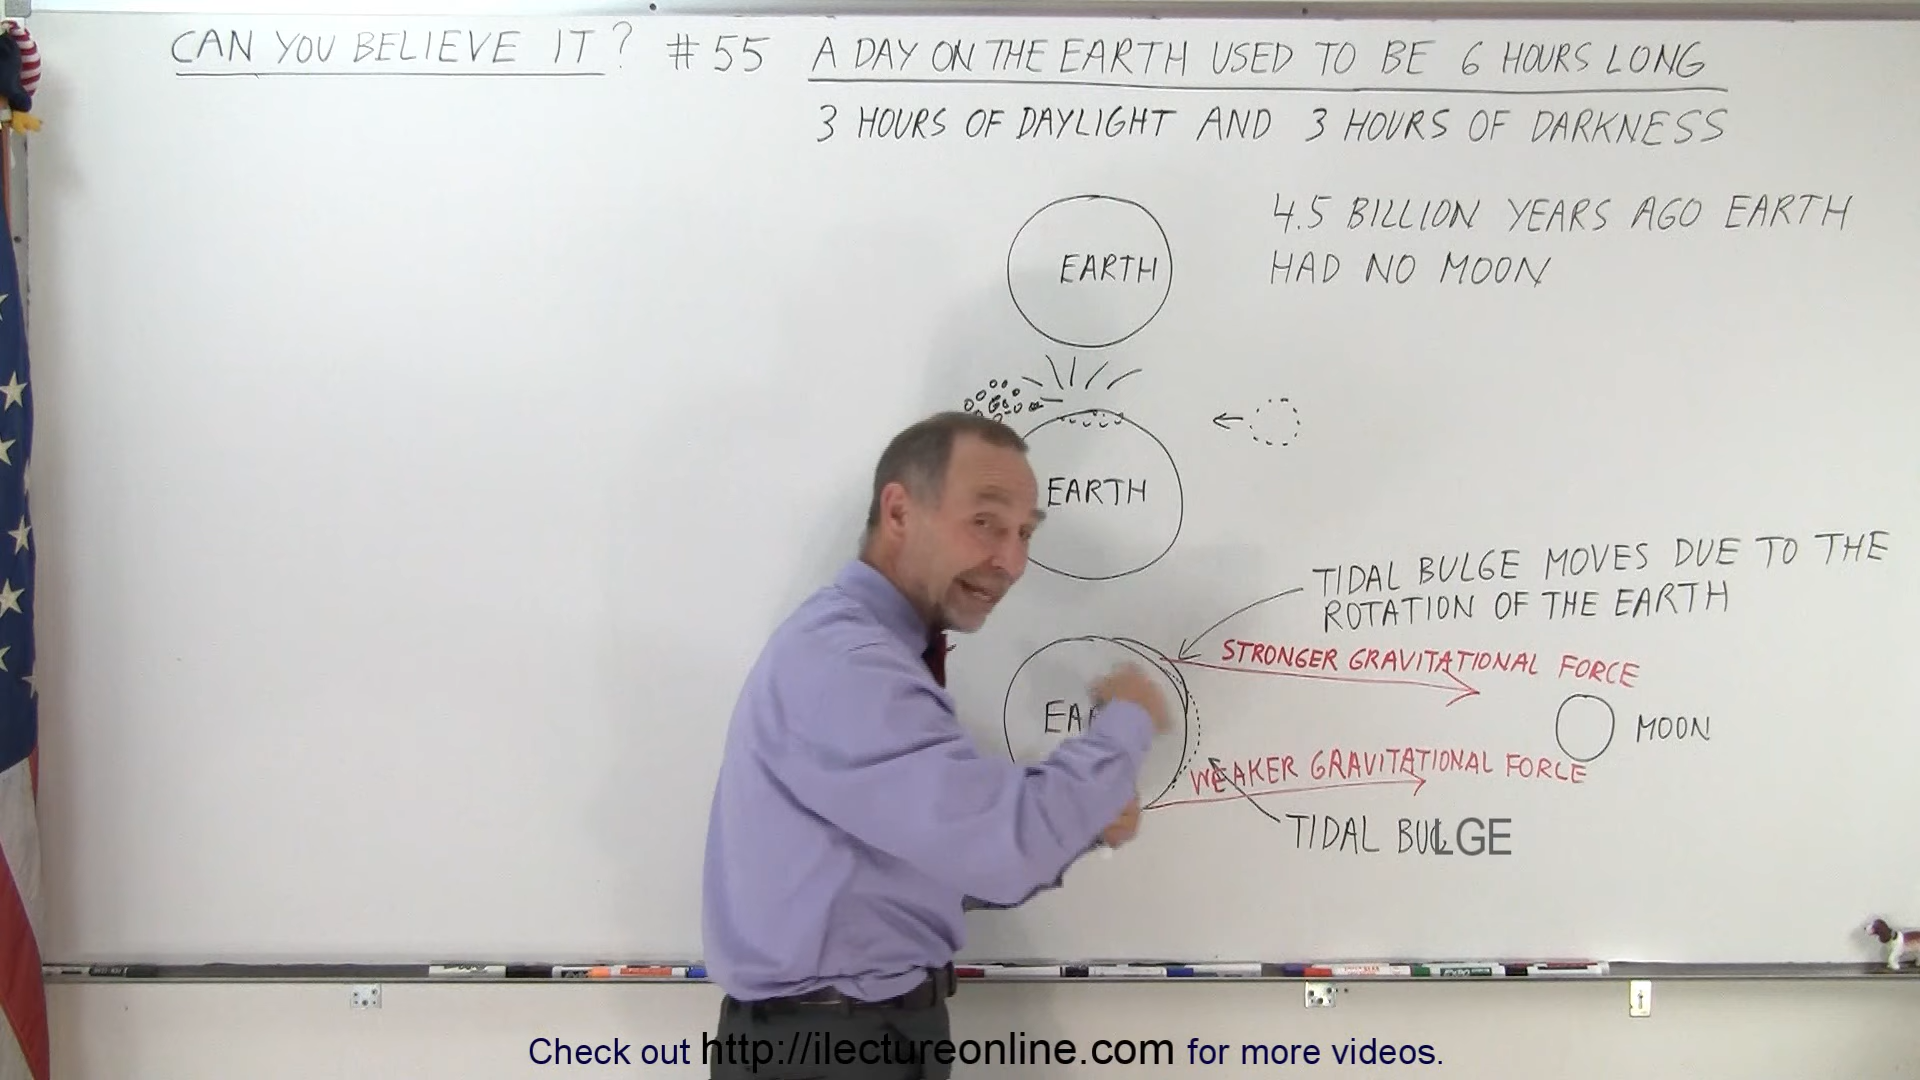 CAN YOU BELIEVE IT? #55 A DAY ON THE EARTH USED TO BE 6 HOURS LONG
3 HOURS OF DAYLIGHT AND 3 HOURS OF DARKNESS
4.5 BILLION YEARS AGO EARTH
HAD NO MOON
EARTH
EARTH
TIDAL BULGE MOVES DUE TO THE
ROTATION OF THE EARTH
STRONGER GRAVITATIONAL FORCE
MOON
WEAKER GRAVITATIONAL FORCE
TIDAL BULGE
Check out http://ilectureonline.com for more videos.